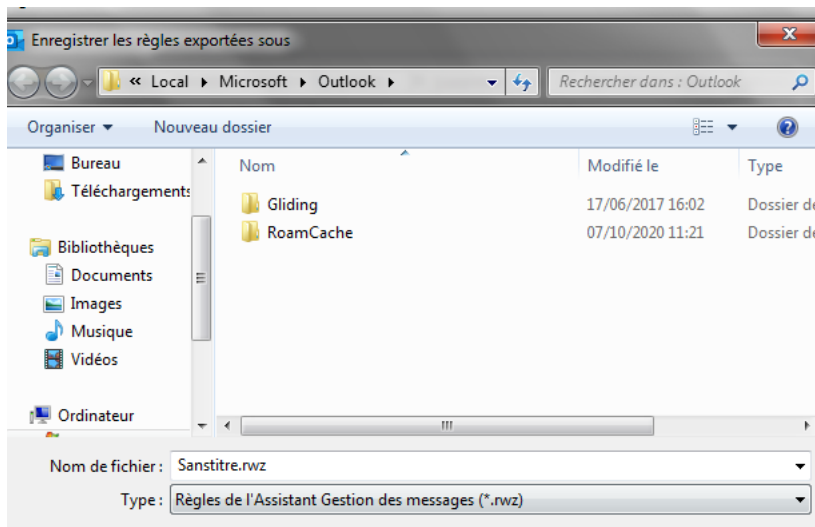 Enregistrer les règles exportées sous
« Local Microsoft Outlook Rechercher dans : Outlook
Organiser Nouveau dossier
Bureau
Téléchargements
Bibliothèques
Documents
Images
Musique
Vidéos
Ordinateur
Nom Modifié le Type
Gliding 17/06/2017 16:02 Dossier de
RoamCache 07/10/2020 11:21 Dossier de
Nom de fichier : Sanstitre.rwz
Type : Règles de l'Assistant Gestion des messages (*.rwz)